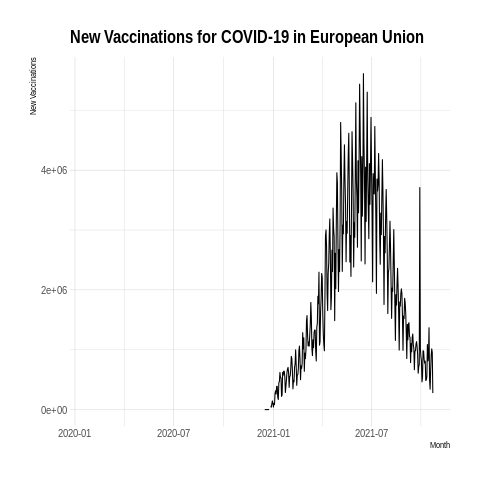 New Vaccinations for COVID-19 in European Union
New Vaccinations
4e+06
2e+06
0e+00
2020-01
2020-07
2021-01
2021-07
Month